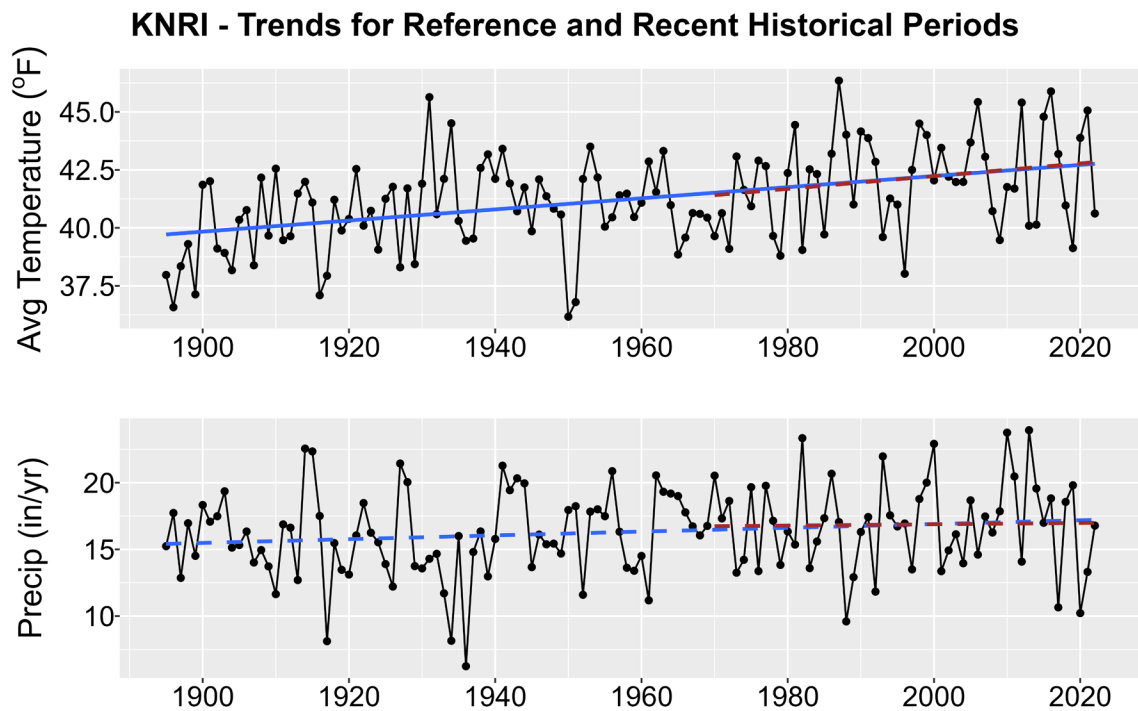 KNRI - Trends for Reference and Recent Historical Periods
Avg Temperature (°F)
45.0
42.5
40.0
37.5
1900 1920 1940 1960 1980 2000 2020
Precip (in/yr)
20
15
10
1900 1920 1940 1960 1980 2000 2020